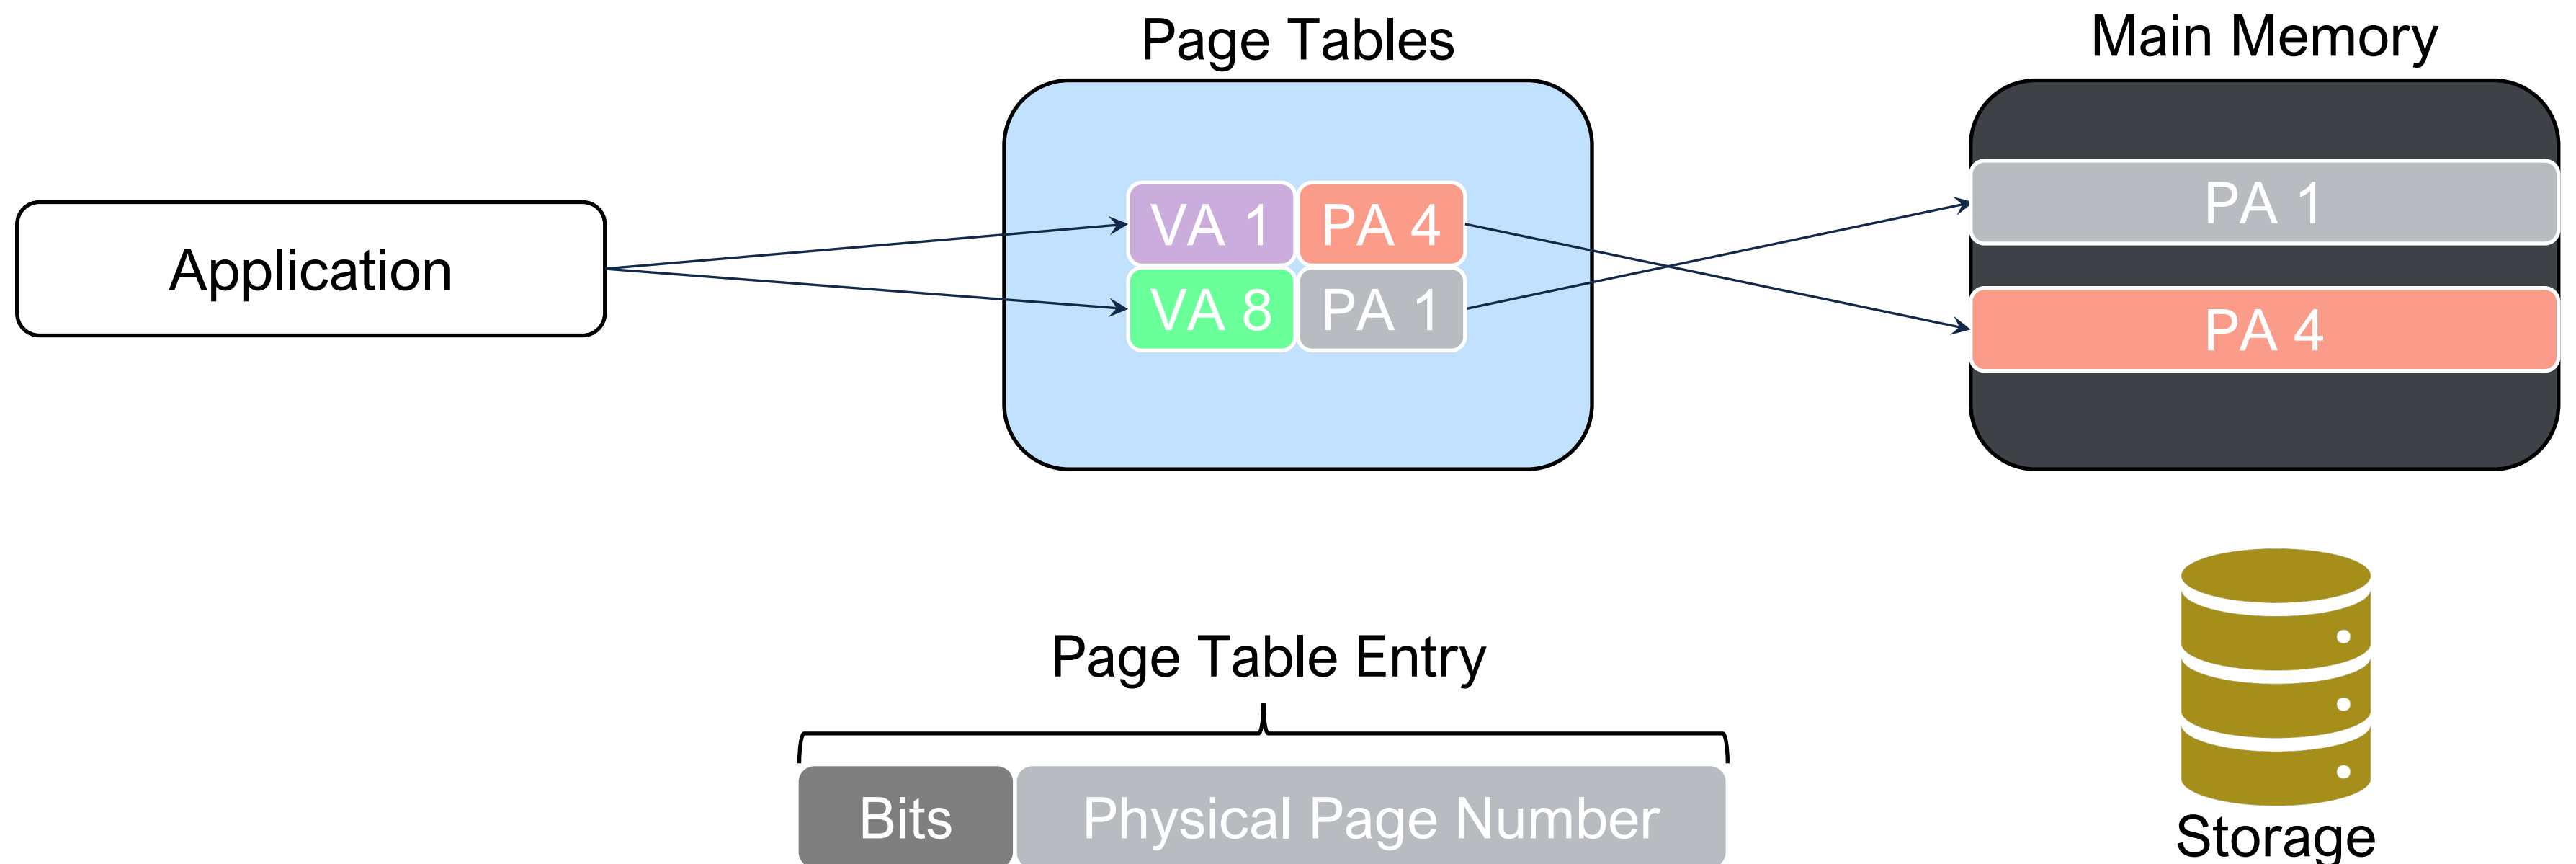 Page Tables
Main Memory
Application
VA 1 PA 4
VA 8 PA 1
PA 1
PA 4
Page Table Entry
Bits Physical Page Number
Storage